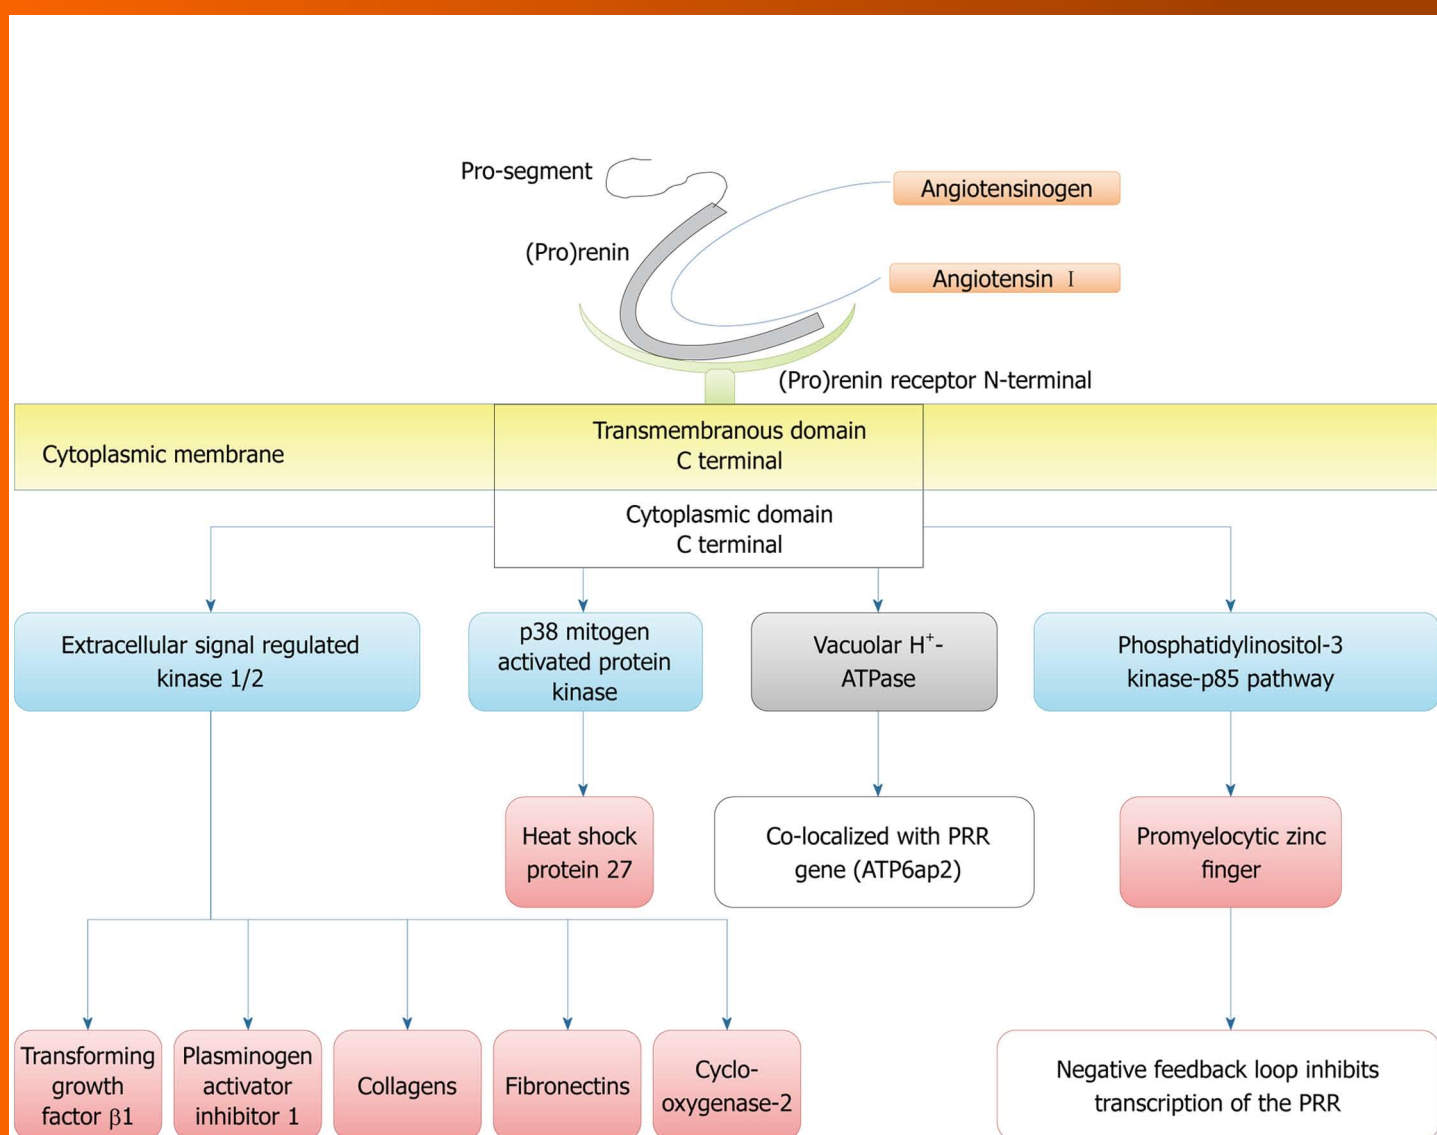 Pro-segment
Angiotensinogen
(Pro)renin
Angiotensin I
(Pro)renin receptor N-terminal
Cytoplasmic membrane
Transmembranous domain
C terminal
Cytoplasmic domain
C terminal
Extracellular signal regulated
kinase 1/2
p38 mitogen
activated protein
kinase
Vacuolar H⁺-
ATPase
Phosphatidylinositol-3
kinase-p85 pathway
Heat shock
protein 27
Co-localized with PRR
gene (ATP6ap2)
Promyelocytic zinc
finger
Transforming
growth
factor β1
Plasminogen
activator
inhibitor 1
Collagens
Fibronectins
Cyclo-
oxygenase-2
Negative feedback loop inhibits
transcription of the PRR